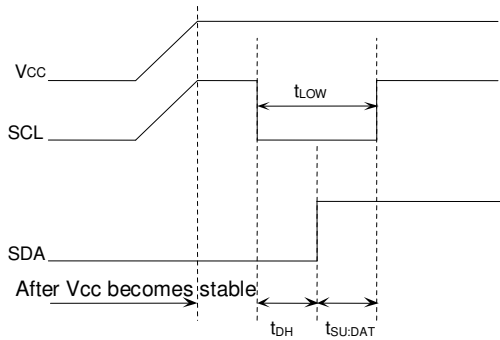 Vcc
tLOW
SCL
SDA
After Vcc becomes stable
tDH
tSU:DAT